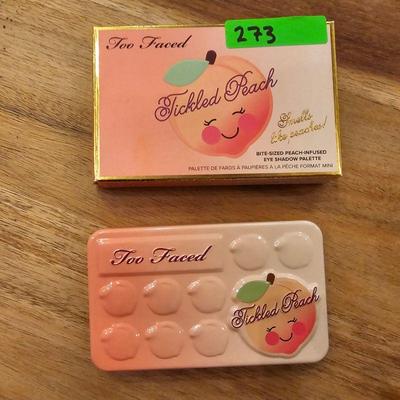 Too Faced
273
Tickled Peach
Smells
like peaches!
BITE-SIZED PEACH-INFUSED
EYE SHADOW PALETTE
PALETTE DE FARDS À PAUPIÈRES À LA PÊCHE FORMAT MINI
Too Faced
Tickled Peach